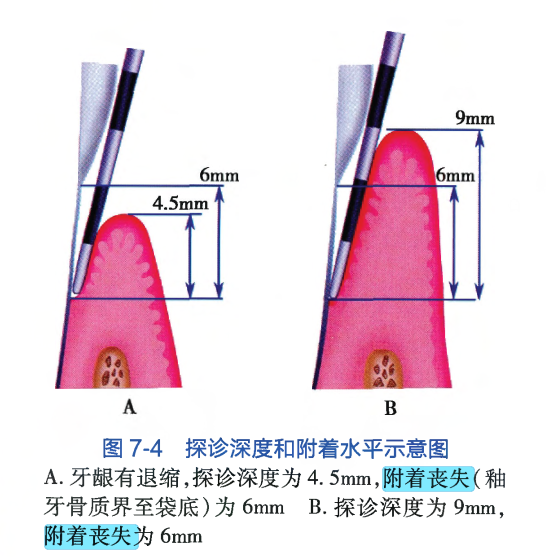 9mm
6mm
6mm
4.5mm
A
B
图 7-4 探诊深度和附着水平示意图
A. 牙龈有退缩,探诊深度为 4. 5mm,附着丧失(釉
牙骨质界至袋底)为 6mm B. 探诊深度为 9mm,
附着丧失为 6mm